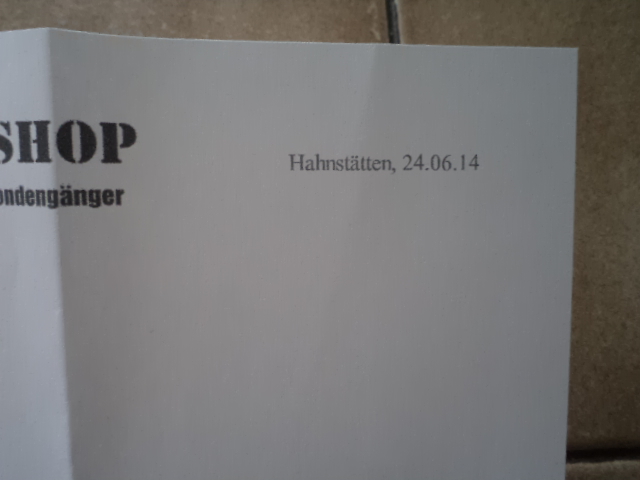 SHOP
ondengänger
Hahnstätten, 24.06.14